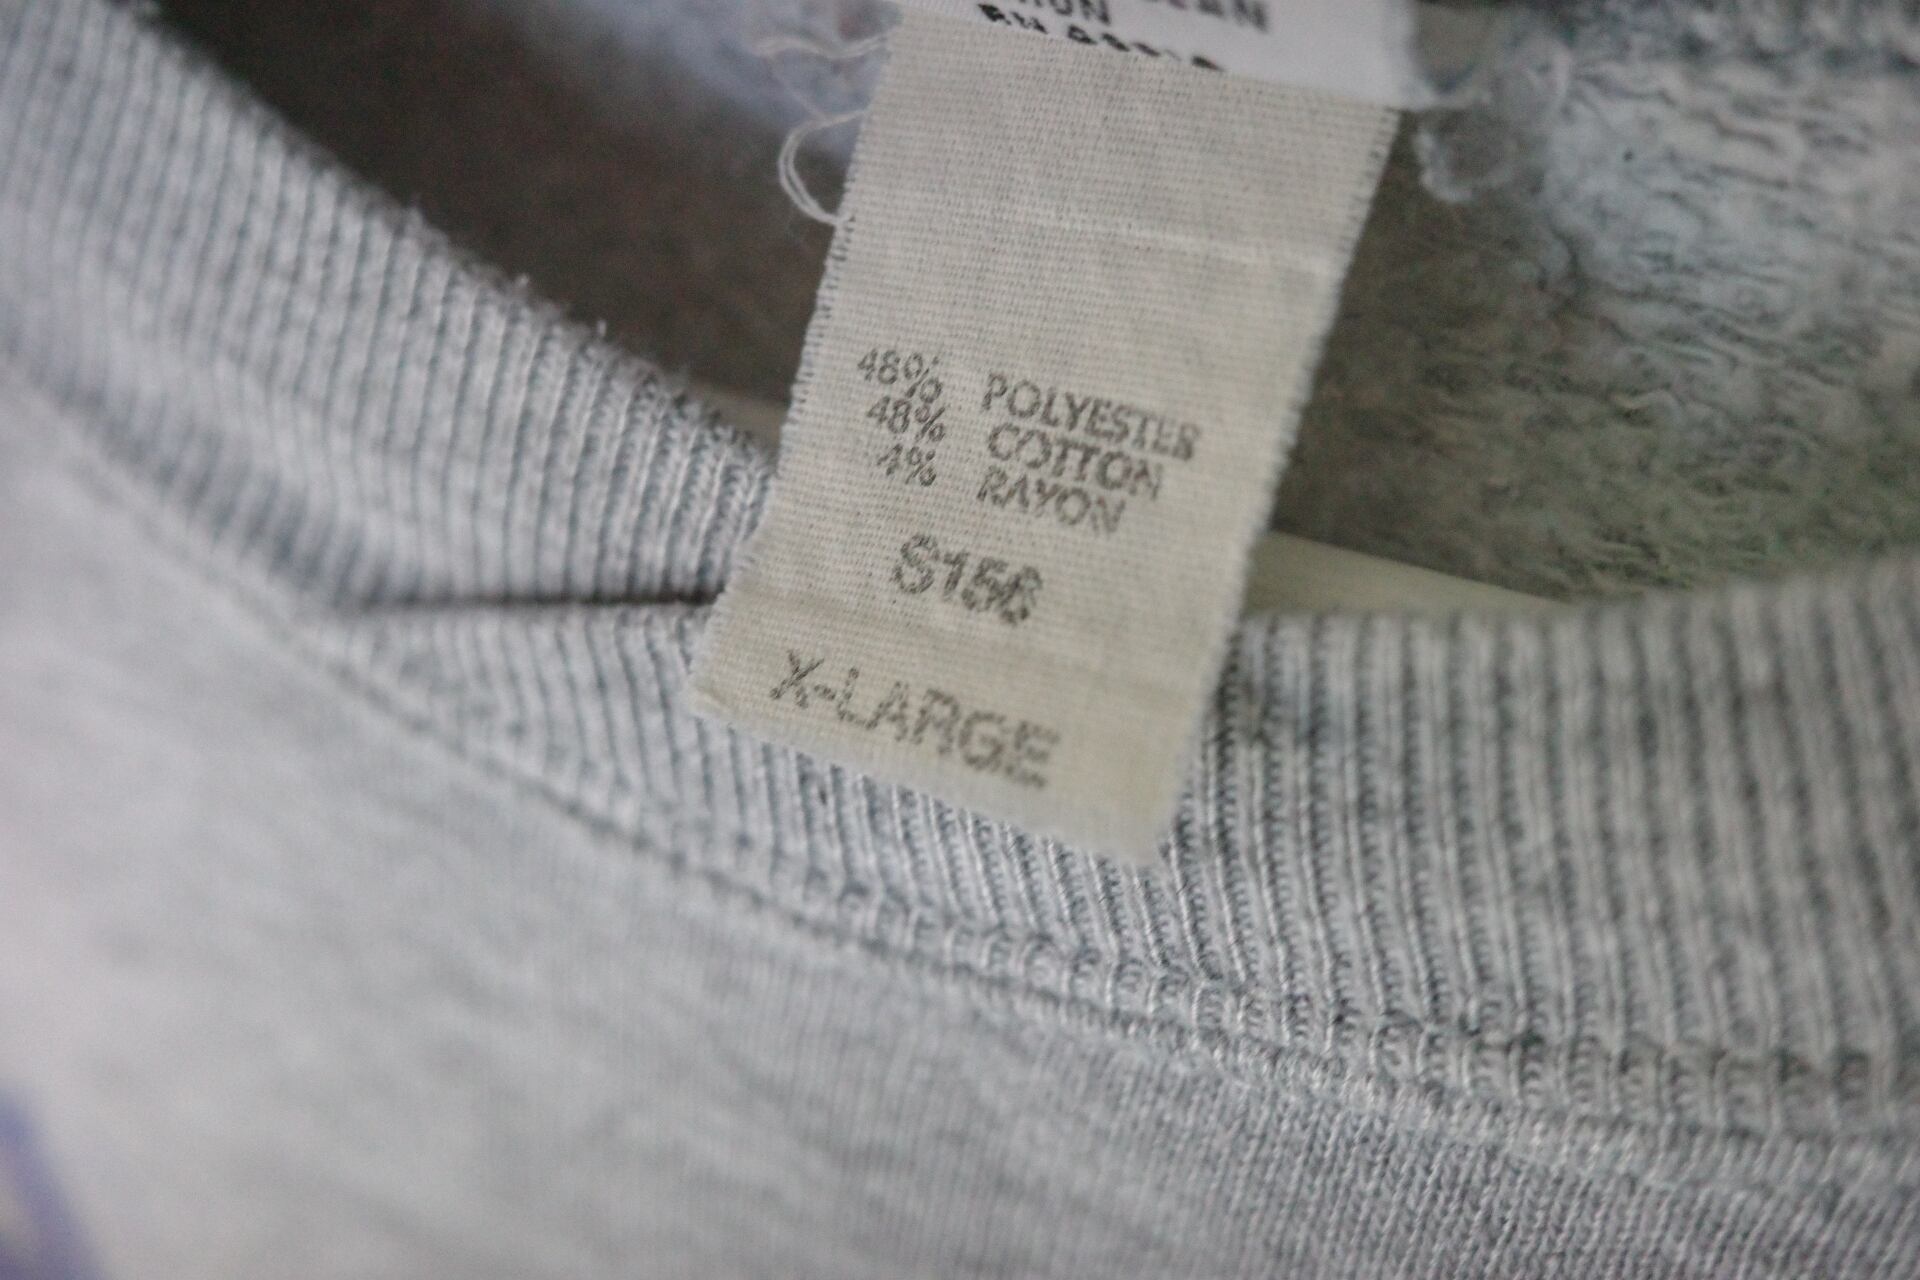 48% POLYESTER
48% COTTON
4% RAYON
S156
X-LARGE